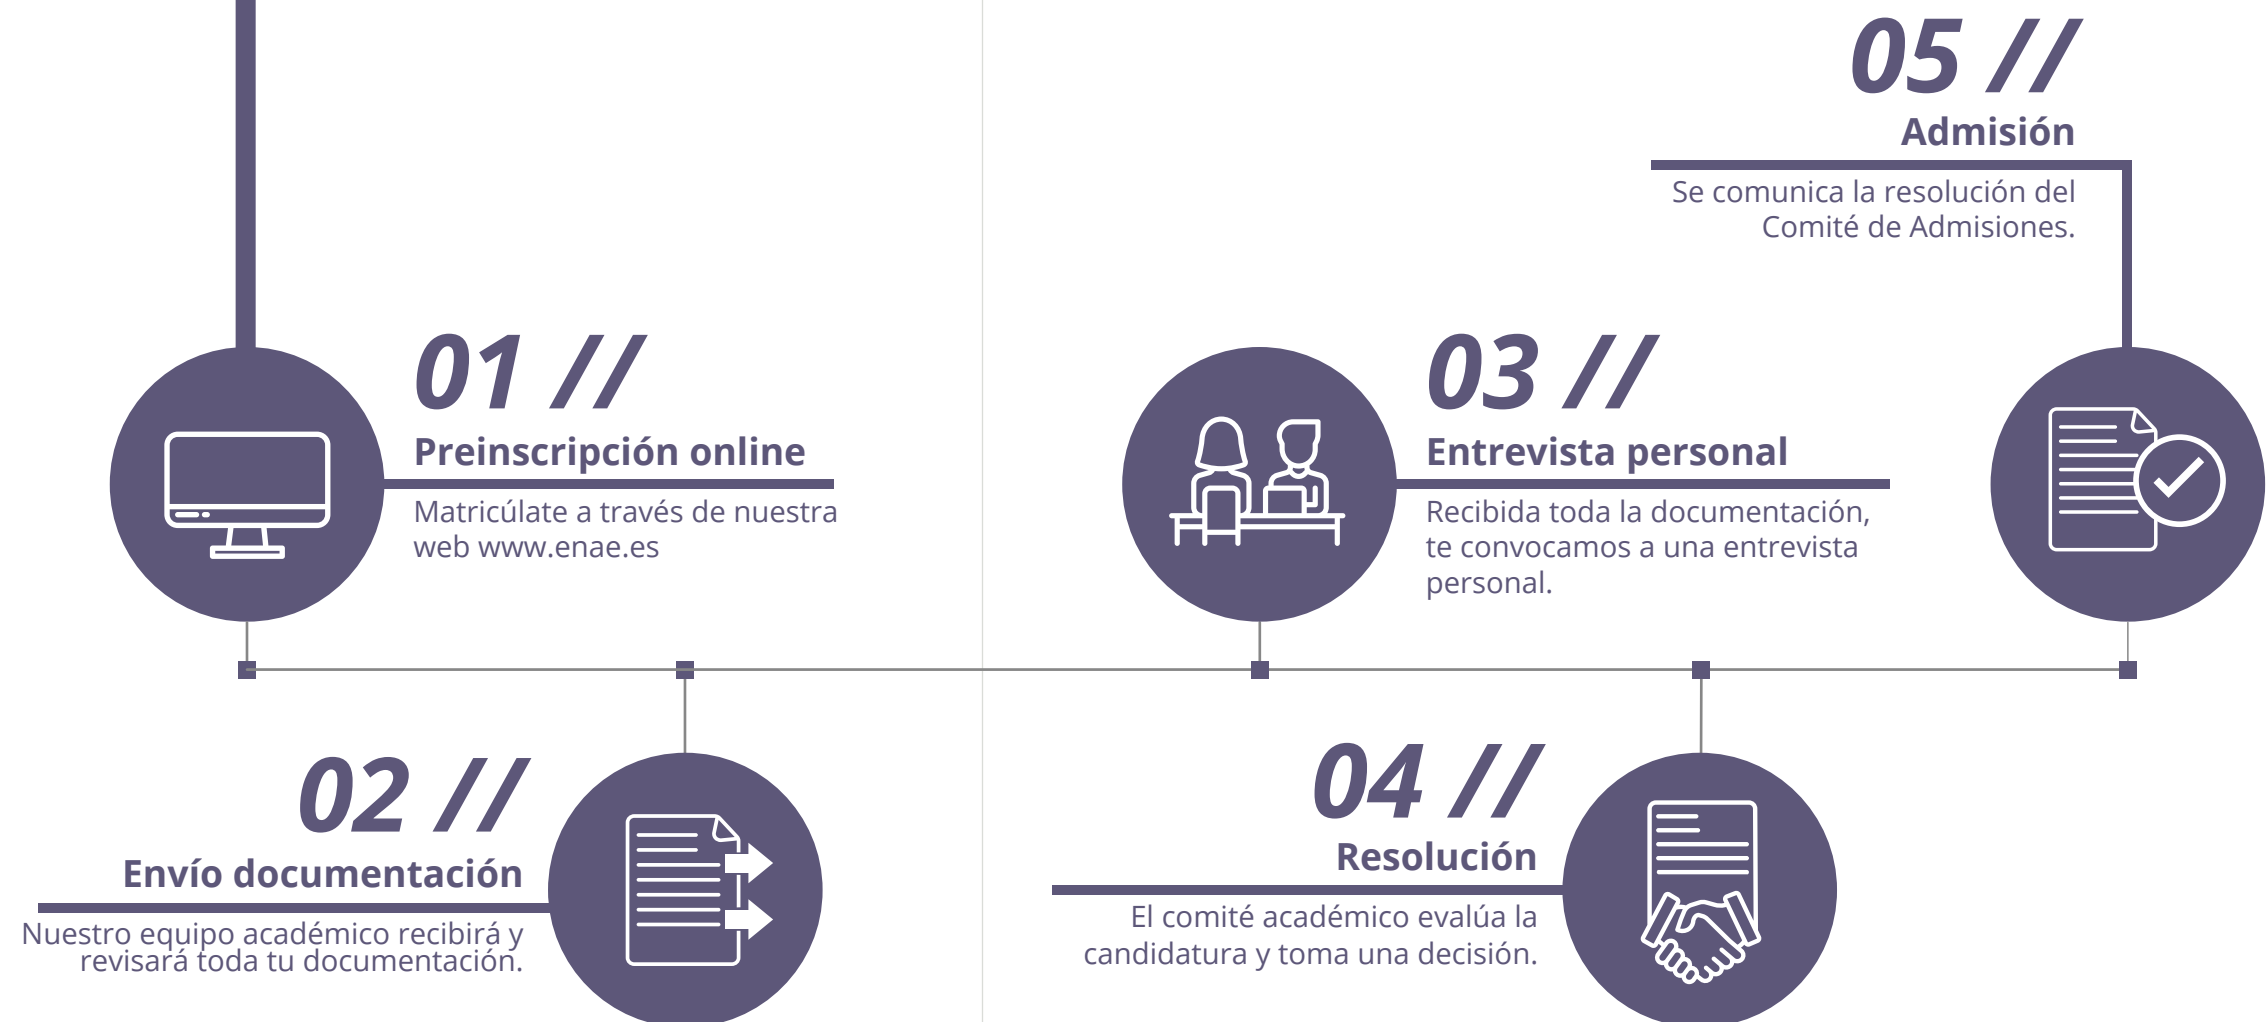 01 //
Preinscripción online
Matricúlate a través de nuestra
web www.enae.es
02 //
Envío documentación
Nuestro equipo académico recibirá y
revisará toda tu documentación.
03 //
Entrevista personal
Recibida toda la documentación,
te convocamos a una entrevista
personal.
04 //
Resolución
El comité académico evalúa la
candidatura y toma una decisión.
05 //
Admisión
Se comunica la resolución del
Comité de Admisiones.